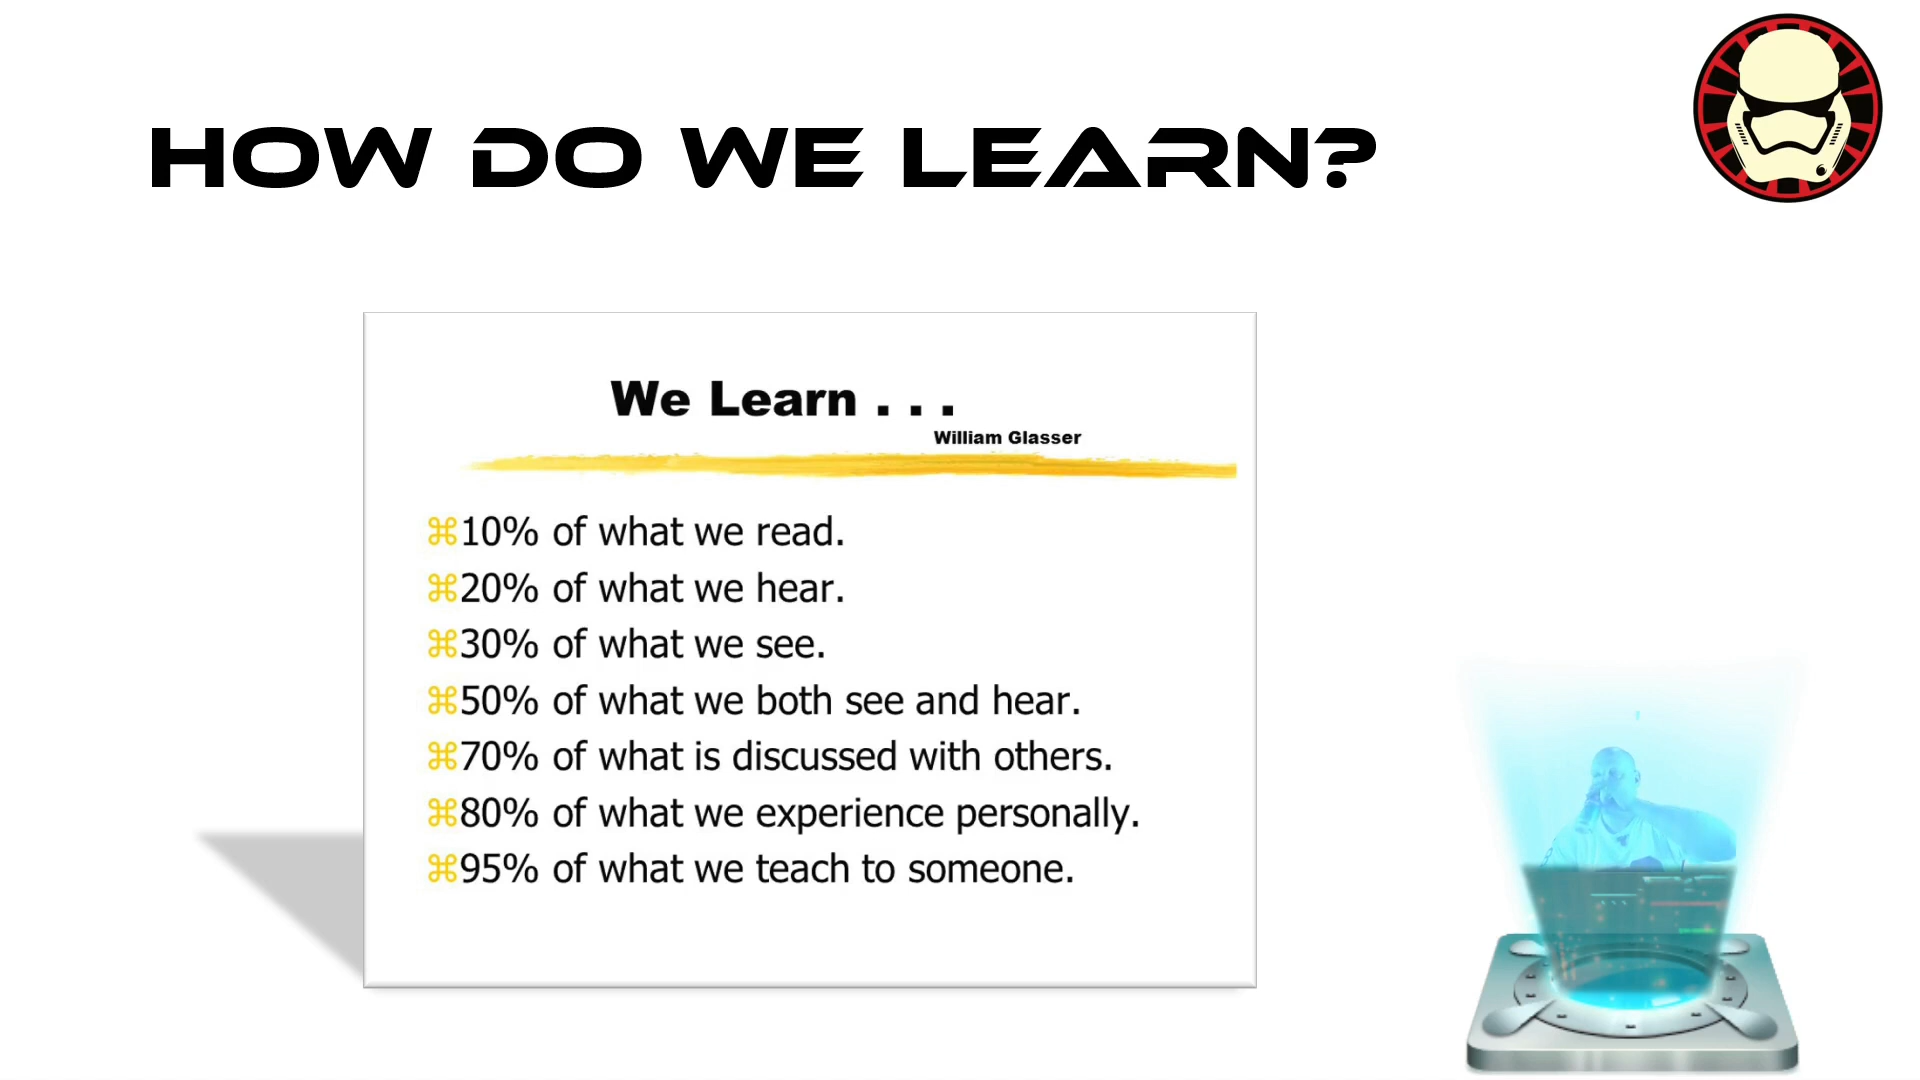 HOW DO WE LEARN?
We Learn . . .
William Glasser
⌘10% of what we read.
⌘20% of what we hear.
⌘30% of what we see.
⌘50% of what we both see and hear.
⌘70% of what is discussed with others.
⌘80% of what we experience personally.
⌘95% of what we teach to someone.